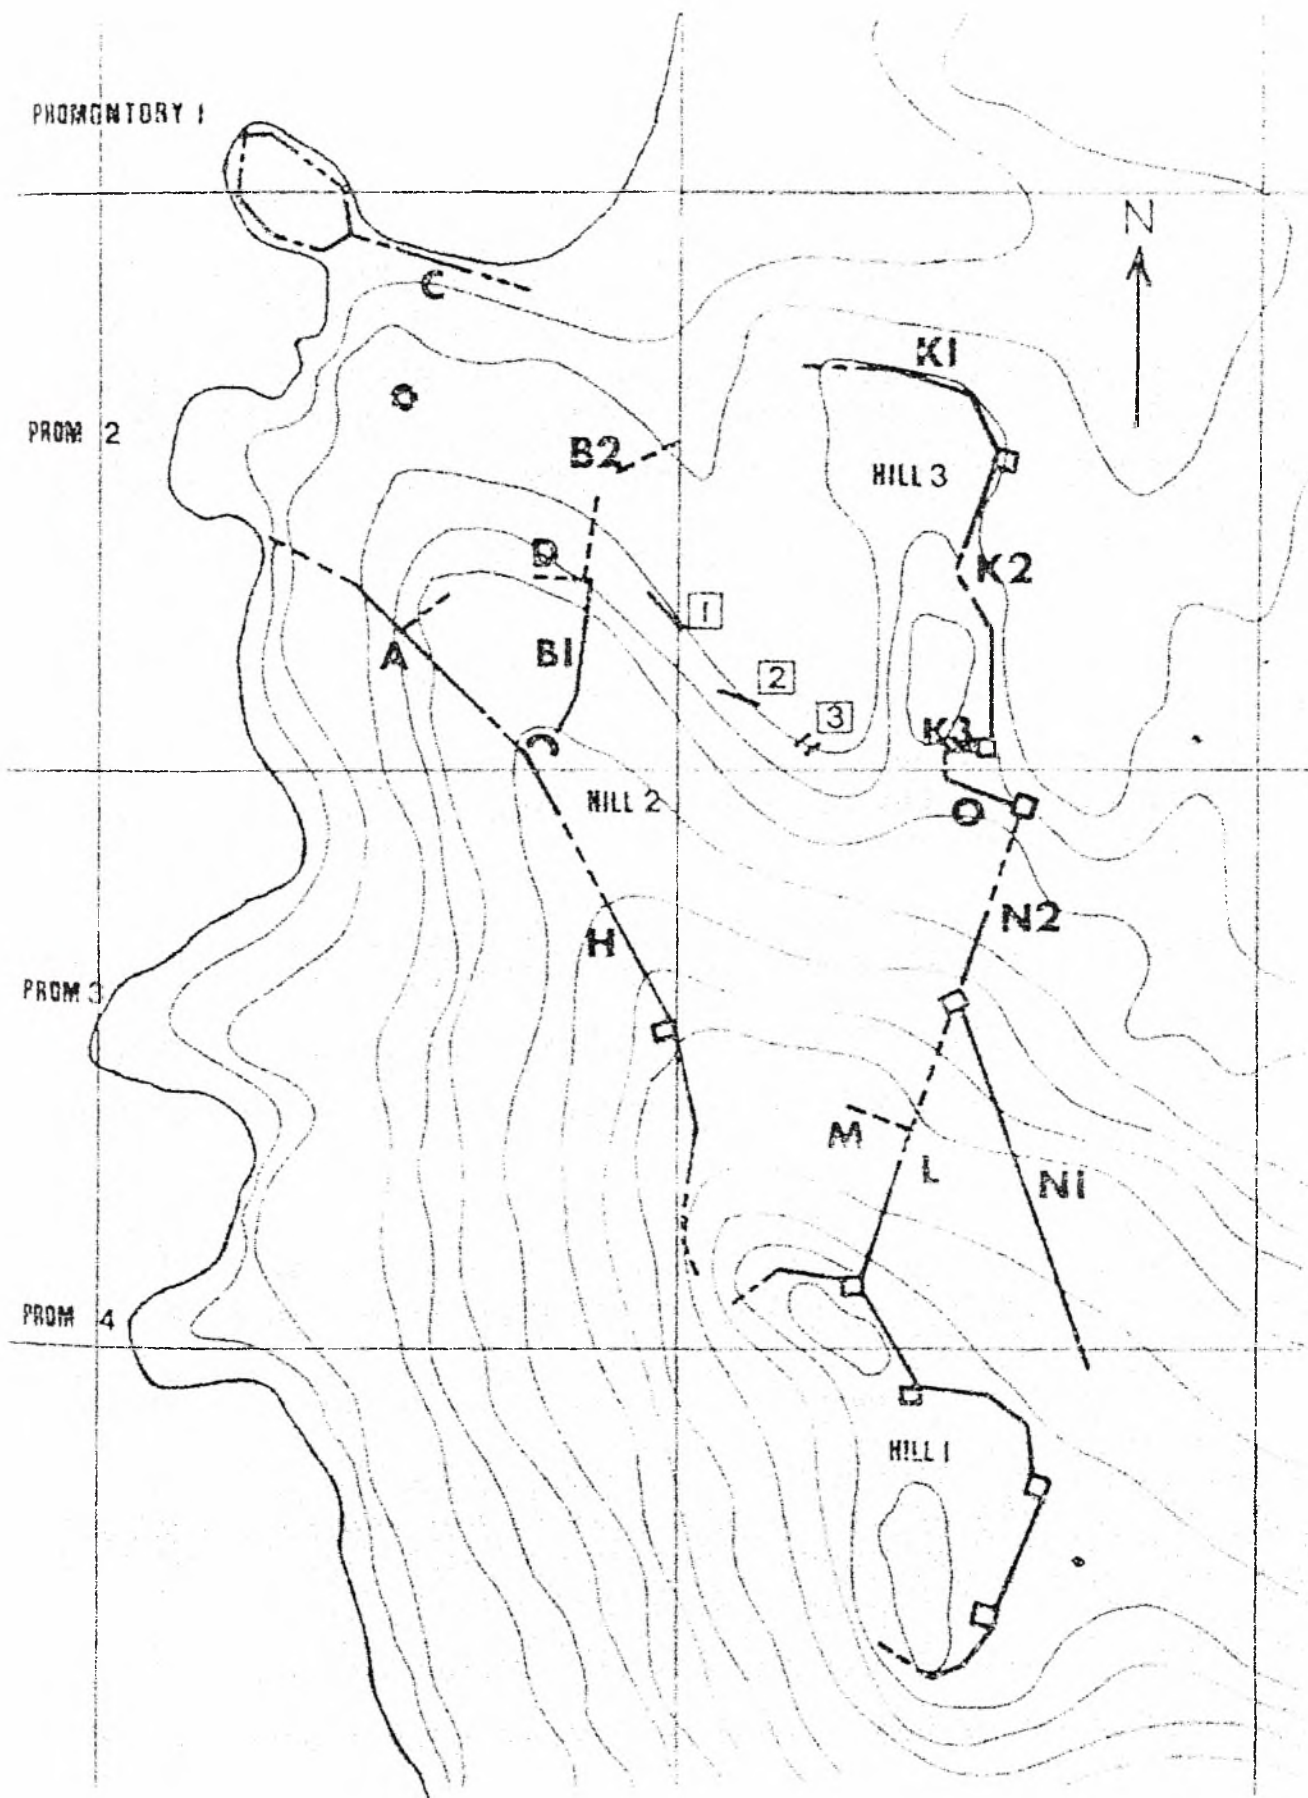 PROMONTORY 1
N
C
K1
PROM 2
B2
HILL 3
D
K2
1
A
B1
2
3
K3
HILL 2
O
H
N2
PROM 3
M
L
N1
PROM 4
HILL 1